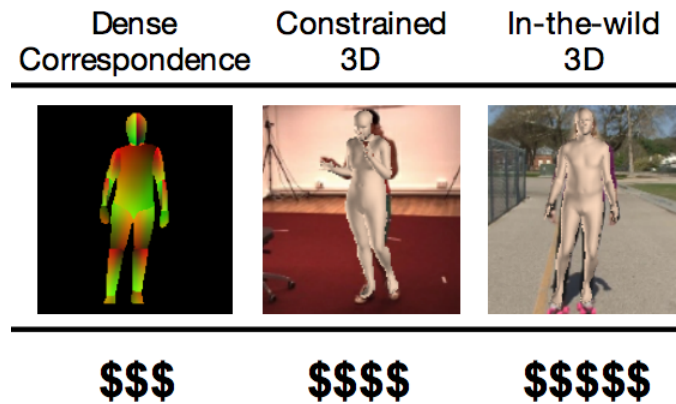 Dense Correspondence
Constrained 3D
In-the-wild 3D
$$$
$$$$
$$$$$